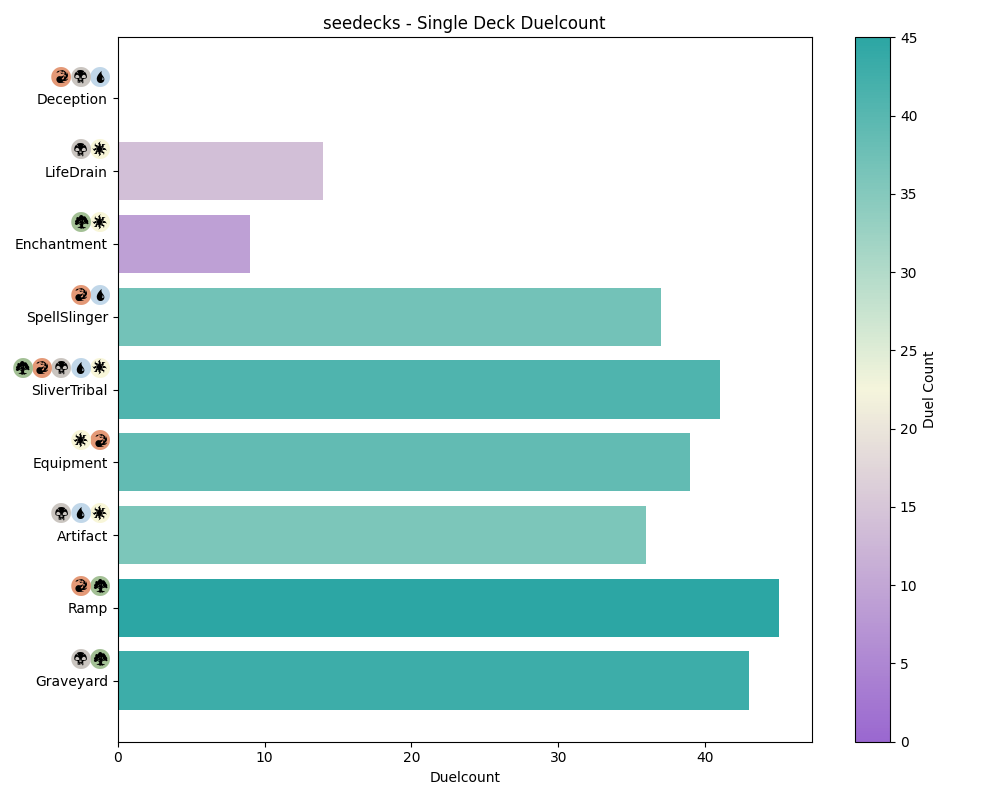 seedecks - Single Deck Duelcount
Deception
LifeDrain
Enchantment
SpellSlinger
SliverTribal
Equipment
Artifact
Ramp
Graveyard
0 10 20 30 40
Duelcount
45
40
35
30
25
20
15
10
5
0
Duel Count